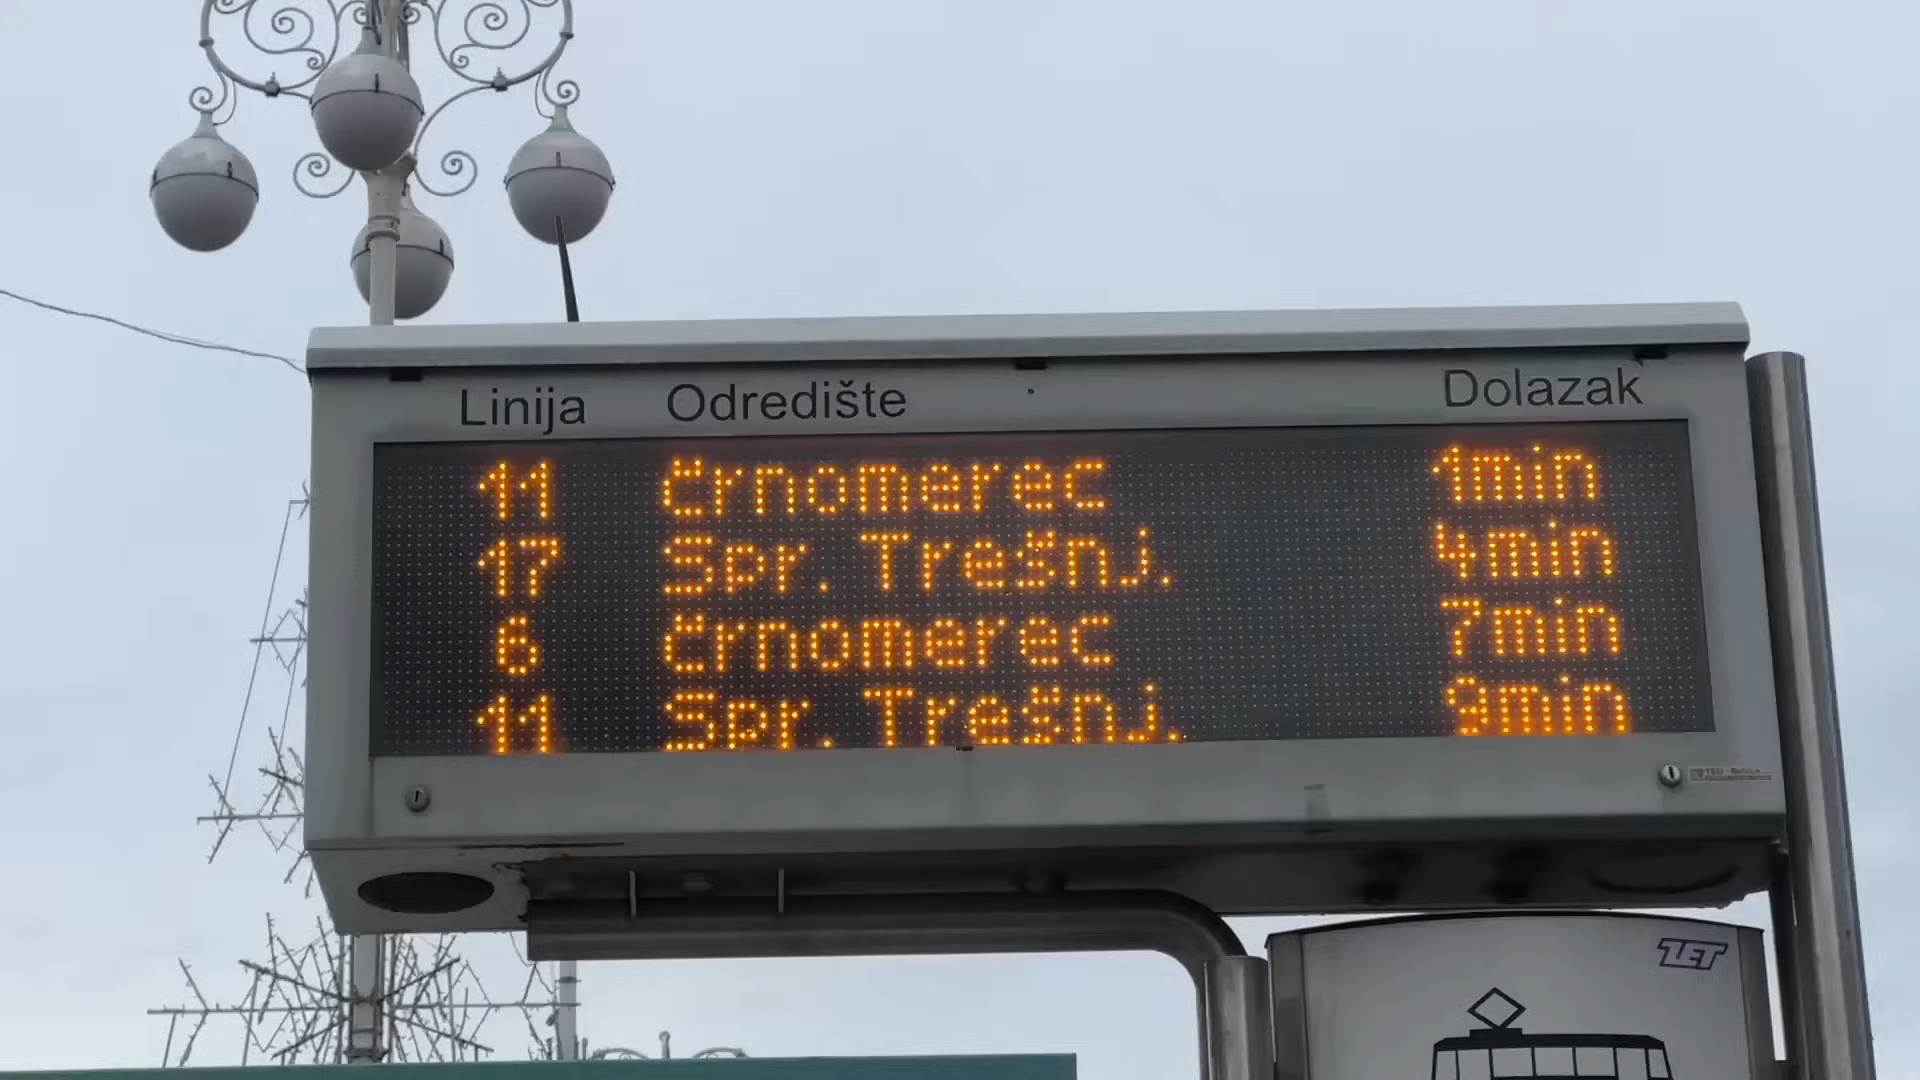 Linija Odredište Dolazak
11 Črnomerec 1min
17 Spr. Trešnj. 4min
6 Črnomerec 7min
11 Spr. Trešnj. 9min
ZET